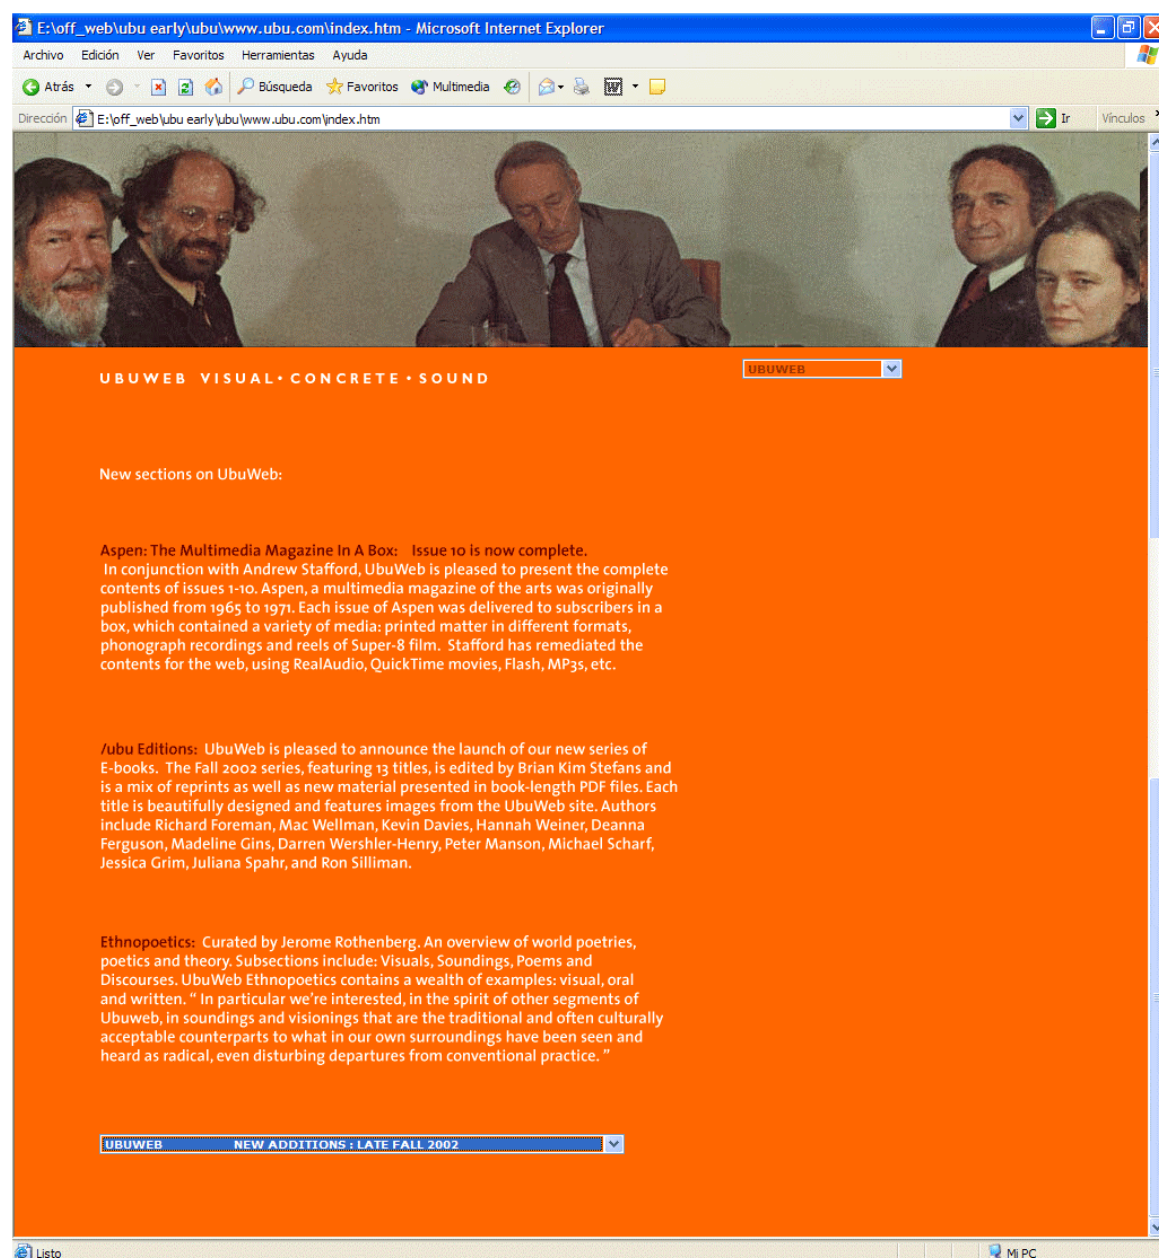 E:\off_web\ubu early\ubu\www.ubu.com\index.htm - Microsoft Internet Explorer
Archivo Edición Ver Favoritos Herramientas Ayuda
Atrás Búsqueda Favoritos Multimedia
Dirección E:\off_web\ubu early\ubu\www.ubu.com\index.htm Ir Vínculos
UBUWEB VISUAL • CONCRETE • SOUND
UBUWEB
New sections on UbuWeb:
Aspen: The Multimedia Magazine In A Box: Issue 10 is now complete.
In conjunction with Andrew Stafford, UbuWeb is pleased to present the complete
contents of issues 1-10. Aspen, a multimedia magazine of the arts was originally
published from 1965 to 1971. Each issue of Aspen was delivered to subscribers in a
box, which contained a variety of media: printed matter in different formats,
phonograph recordings and reels of Super-8 film. Stafford has remediated the
contents for the web, using RealAudio, QuickTime movies, Flash, MP3s, etc.
/ubu Editions: UbuWeb is pleased to announce the launch of our new series of
E-books. The Fall 2002 series, featuring 13 titles, is edited by Brian Kim Stefans and
is a mix of reprints as well as new material presented in book-length PDF files. Each
title is beautifully designed and features images from the UbuWeb site. Authors
include Richard Foreman, Mac Wellman, Kevin Davies, Hannah Weiner, Deanna
Ferguson, Madeline Gins, Darren Wershler-Henry, Peter Manson, Michael Scharf,
Jessica Grim, Juliana Spahr, and Ron Silliman.
Ethnopoetics: Curated by Jerome Rothenberg. An overview of world poetries,
poetics and theory. Subsections include: Visuals, Soundings, Poems and
Discourses. UbuWeb Ethnopoetics contains a wealth of examples: visual, oral
and written. “ In particular we’re interested, in the spirit of other segments of
Ubuweb, in soundings and visionings that are the traditional and often culturally
acceptable counterparts to what in our own surroundings have been seen and
heard as radical, even disturbing departures from conventional practice. ”
UBUWEB NEW ADDITIONS : LATE FALL 2002
Listo Mi PC